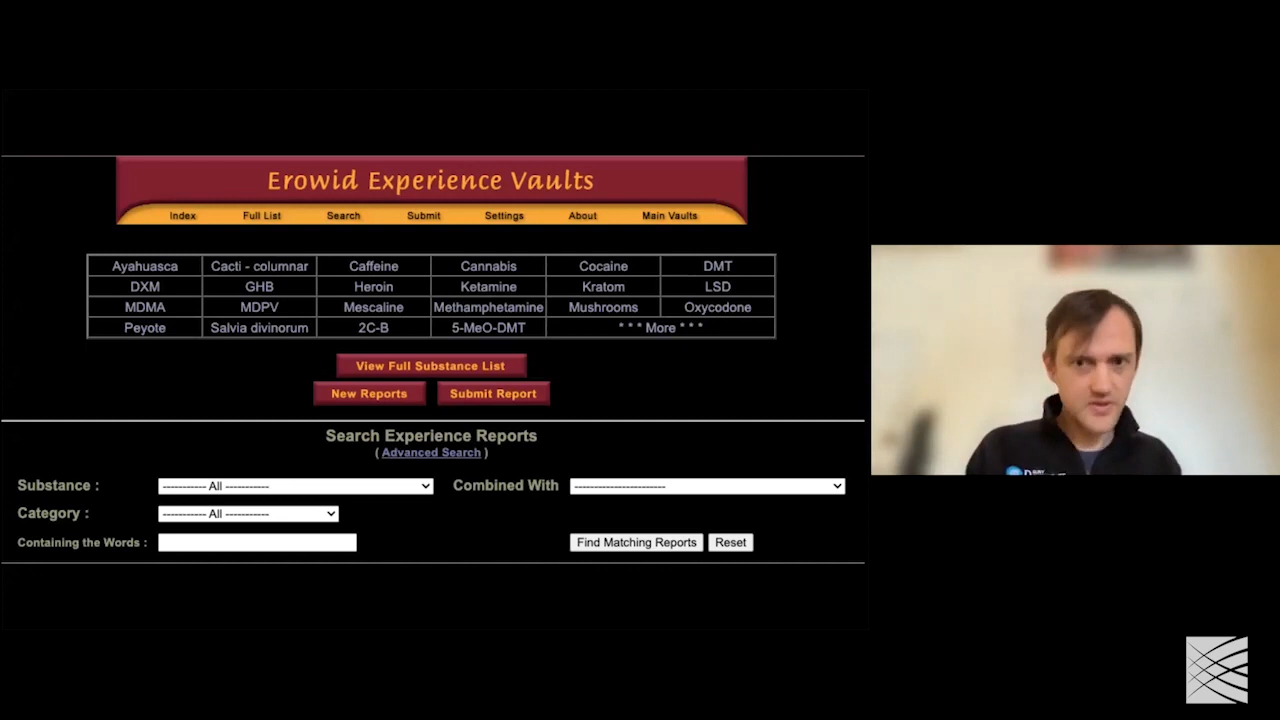 Erowid Experience Vaults
Index Full List Search Submit Settings About Main Vaults
Ayahuasca Cacti - columnar Caffeine Cannabis Cocaine DMT
DXM GHB Heroin Ketamine Kratom LSD
MDMA MDPV Mescaline Methamphetamine Mushrooms Oxycodone
Peyote Salvia divinorum 2C-B 5-MeO-DMT * * * More * * *
View Full Substance List
New Reports Submit Report
Search Experience Reports
( Advanced Search )
Substance : ----------- All ----------- Combined With -----------------------
Category : ----------- All -----------
Containing the Words : Find Matching Reports Reset